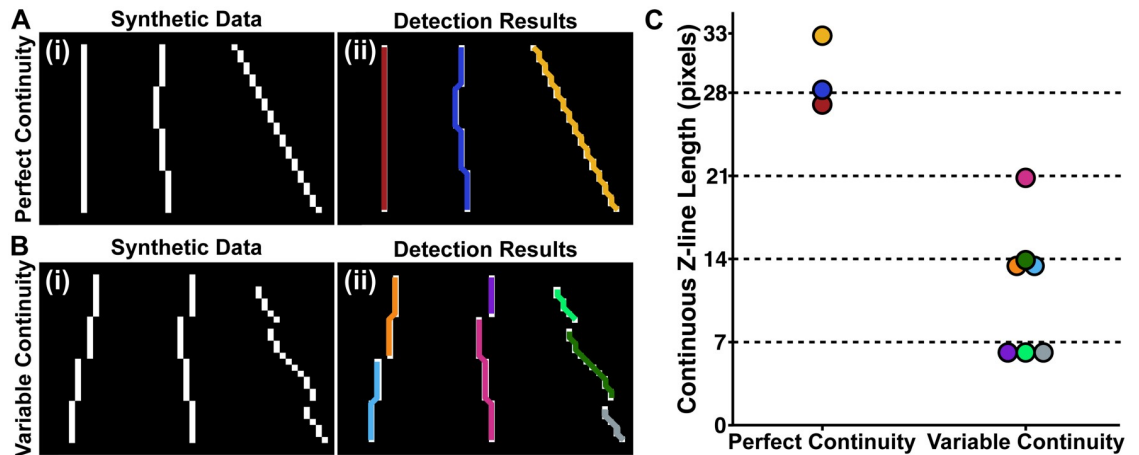 A
Synthetic Data
Detection Results
Perfect Continuity
(i)
(ii)
B
Synthetic Data
Detection Results
Variable Continuity
(i)
(ii)
C
Continuous Z-line Length (pixels)
33
28
21
14
7
0
Perfect Continuity
Variable Continuity